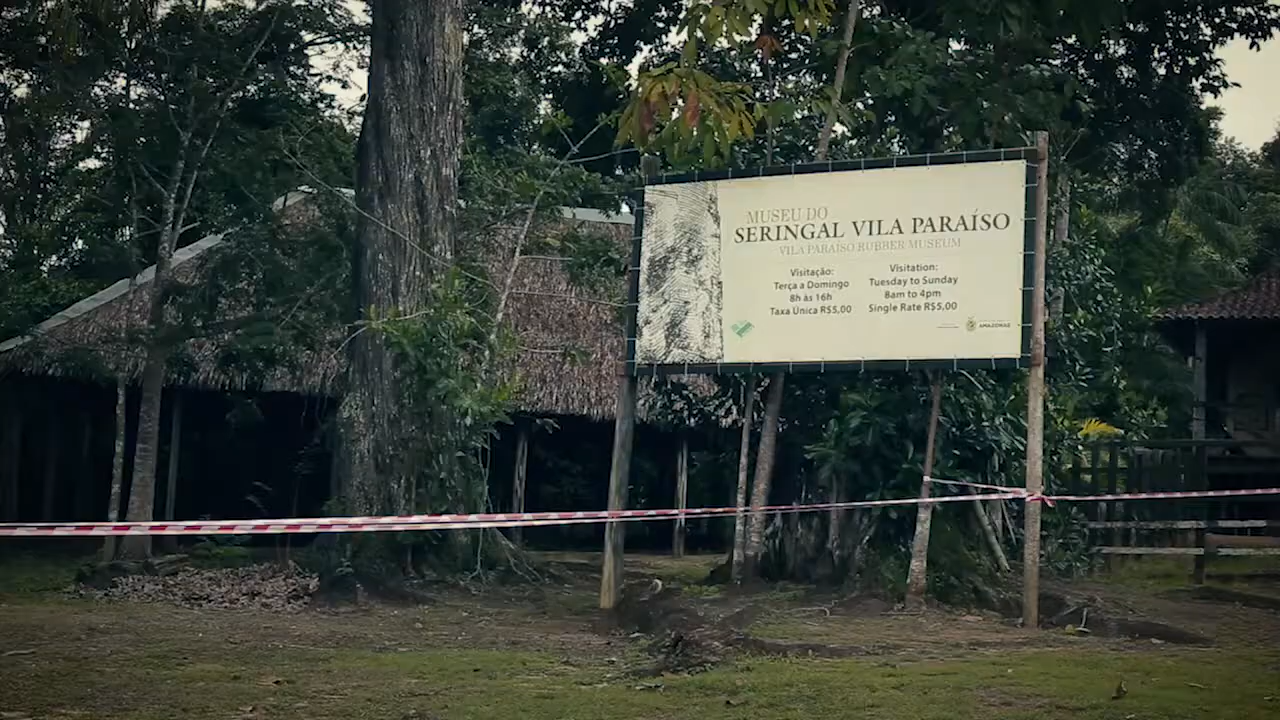 MUSEU DO
SERINGAL VILA PARAÍSO
VILA PARAÍSO RUBBER MUSEUM
Visitação:
Terça a Domingo
8h às 16h
Taxa Única R$5,00
Visitation:
Tuesday to Sunday
8am to 4pm
Single Rate R$5,00
AMAZONAS